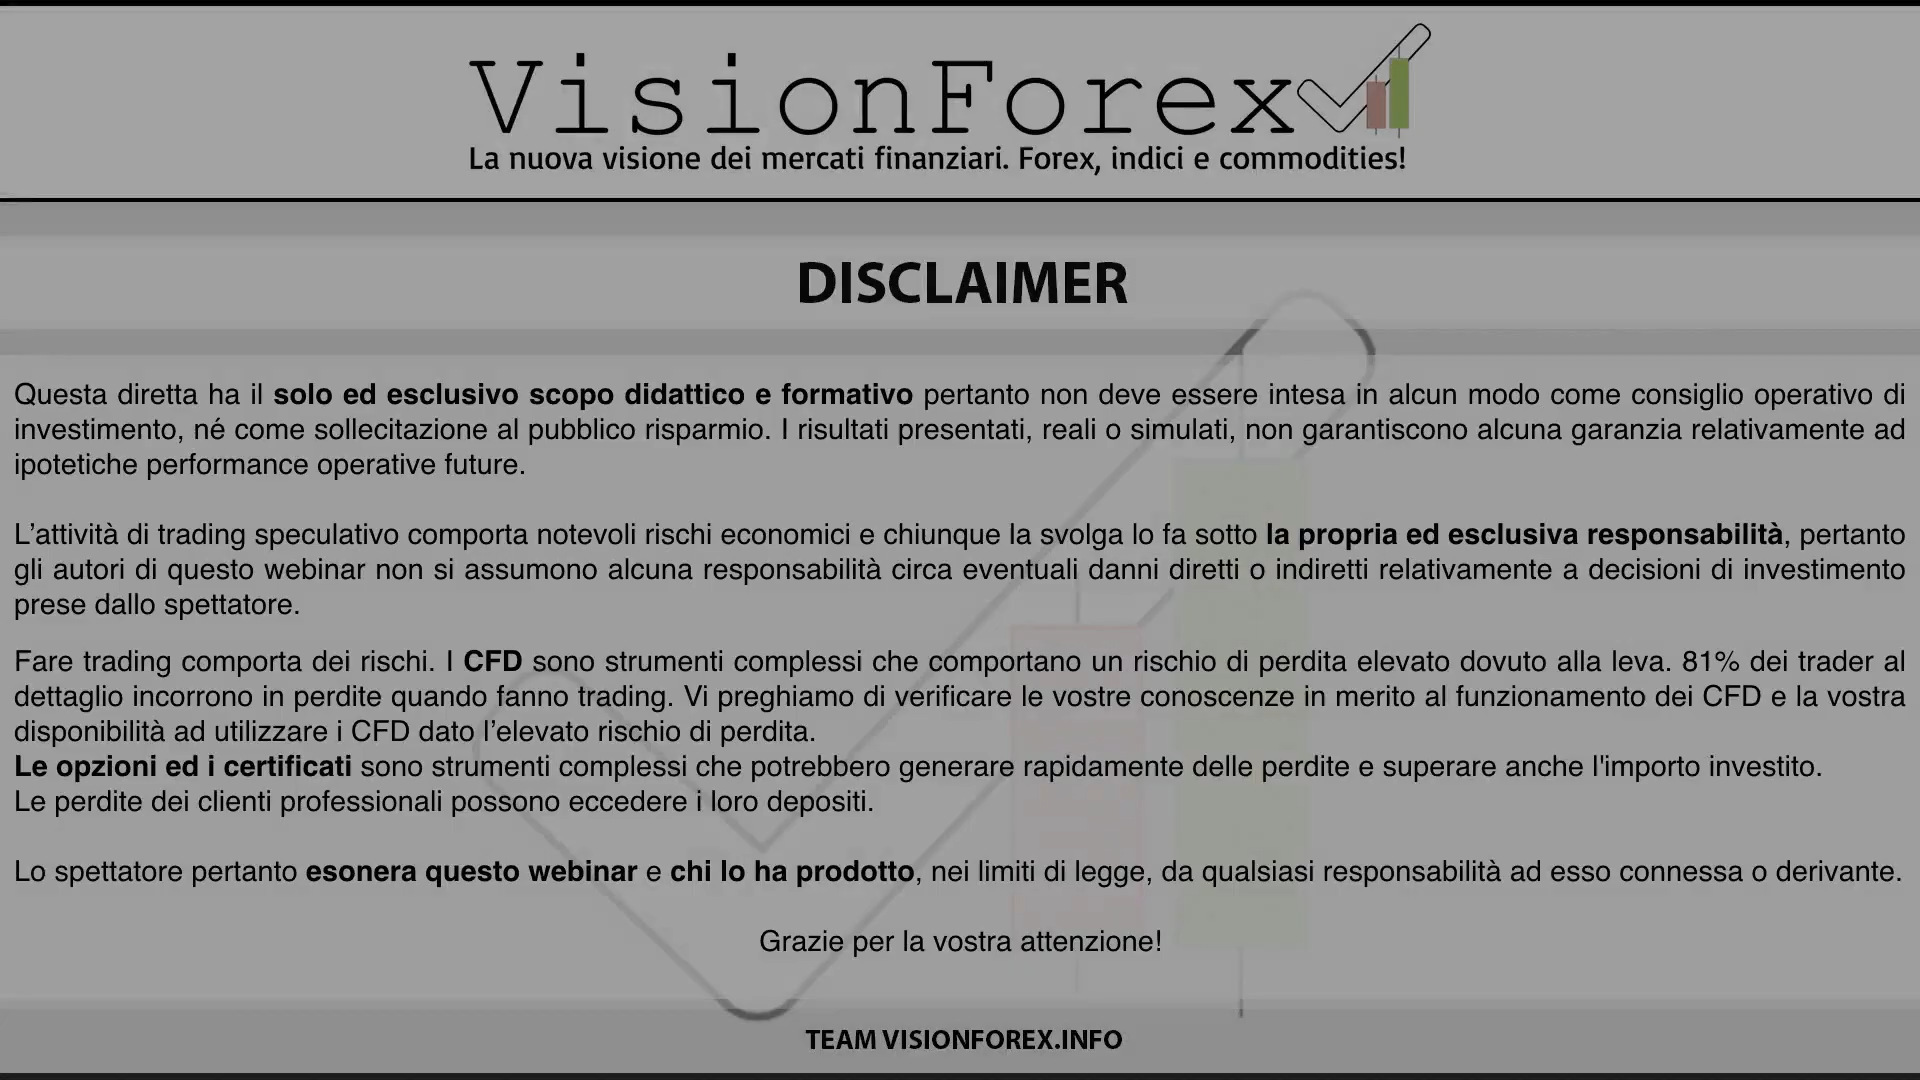 VisionForex
La nuova visione dei mercati finanziari. Forex, indici e commodities!
DISCLAIMER
Questa diretta ha il solo ed esclusivo scopo didattico e formativo pertanto non deve essere intesa in alcun modo come consiglio operativo di
investimento, né come sollecitazione al pubblico risparmio. I risultati presentati, reali o simulati, non garantiscono alcuna garanzia relativamente ad
ipotetiche performance operative future.
L’attività di trading speculativo comporta notevoli rischi economici e chiunque la svolga lo fa sotto la propria ed esclusiva responsabilità, pertanto
gli autori di questo webinar non si assumono alcuna responsabilità circa eventuali danni diretti o indiretti relativamente a decisioni di investimento
prese dallo spettatore.
Fare trading comporta dei rischi. I CFD sono strumenti complessi che comportano un rischio di perdita elevato dovuto alla leva. 81% dei trader al
dettaglio incorrono in perdite quando fanno trading. Vi preghiamo di verificare le vostre conoscenze in merito al funzionamento dei CFD e la vostra
disponibilità ad utilizzare i CFD dato l’elevato rischio di perdita.
Le opzioni ed i certificati sono strumenti complessi che potrebbero generare rapidamente delle perdite e superare anche l'importo investito.
Le perdite dei clienti professionali possono eccedere i loro depositi.
Lo spettatore pertanto esonera questo webinar e chi lo ha prodotto, nei limiti di legge, da qualsiasi responsabilità ad esso connessa o derivante.
Grazie per la vostra attenzione!
TEAM VISIONFOREX.INFO